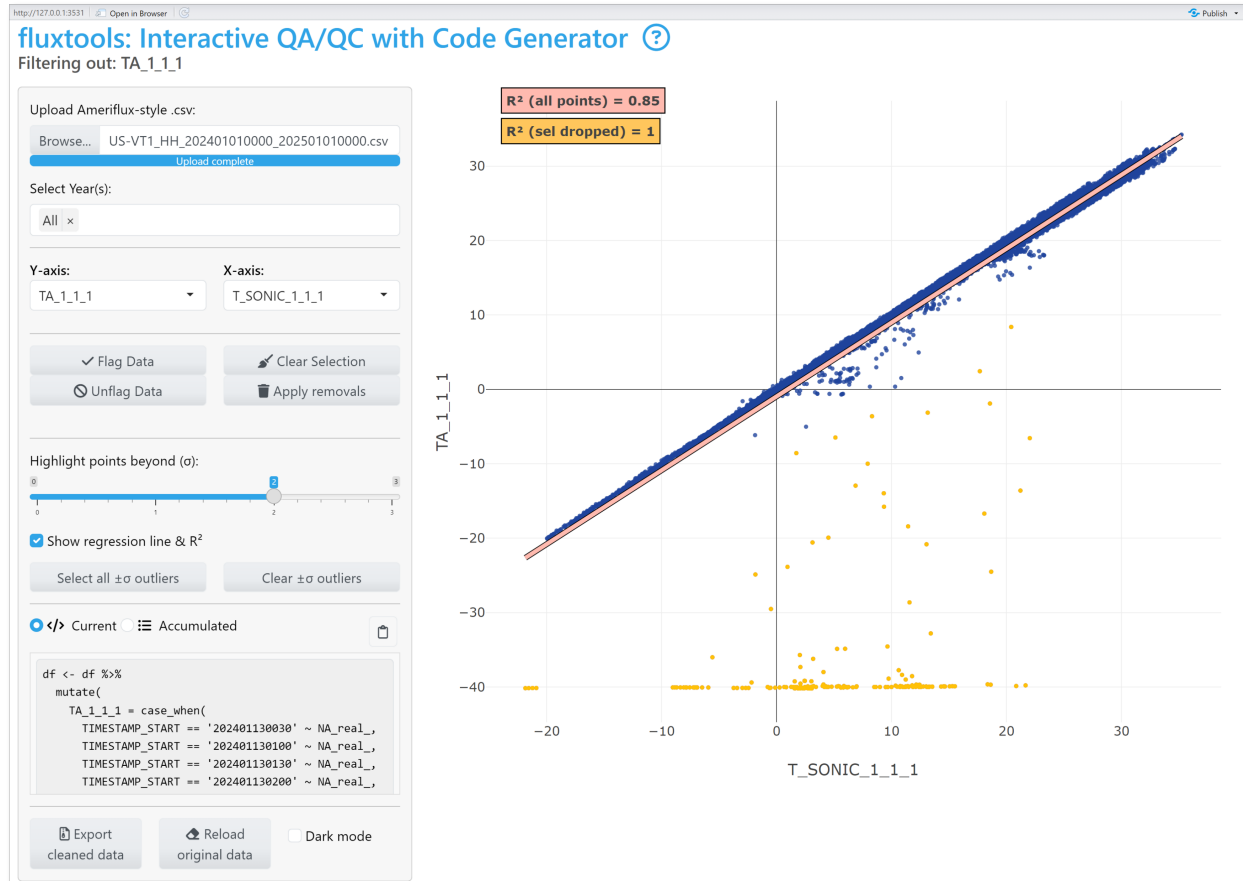 http://127.0.0.1:3531 Open in Browser Publish
fluxtools: Interactive QA/QC with Code Generator ?
Filtering out: TA_1_1_1
Upload Ameriflux-style .csv:
Browse... US-VT1_HH_202401010000_202501010000.csv
Upload complete
Select Year(s):
All ×
Y-axis: X-axis:
TA_1_1_1 T_SONIC_1_1_1
Flag Data Clear Selection
Unflag Data Apply removals
Highlight points beyond (σ):
0 2 3
0 1 2 3
Show regression line & R²
Select all ±σ outliers Clear ±σ outliers
</> Current Accumulated
df <- df %>%
mutate(
TA_1_1_1 = case_when(
TIMESTAMP_START == '202401130030' ~ NA_real_,
TIMESTAMP_START == '202401130100' ~ NA_real_,
TIMESTAMP_START == '202401130130' ~ NA_real_,
TIMESTAMP_START == '202401130200' ~ NA_real_,
Export cleaned data
Reload original data
Dark mode
R² (all points) = 0.85
R² (sel dropped) = 1
30
20
10
0
−10
−20
−30
−40
TA_1_1_1
−20 −10 0 10 20 30
T_SONIC_1_1_1